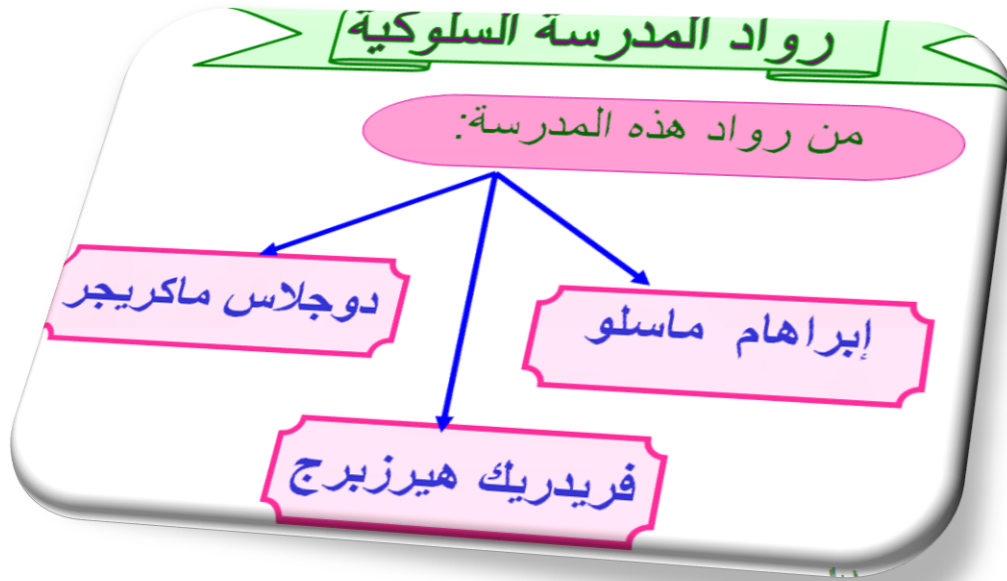 رواد المدرسة السلوكية
من رواد هذه المدرسة:
إبراهام ماسلو
دوجلاس ماكريجر
فريدريك هيرزبرج